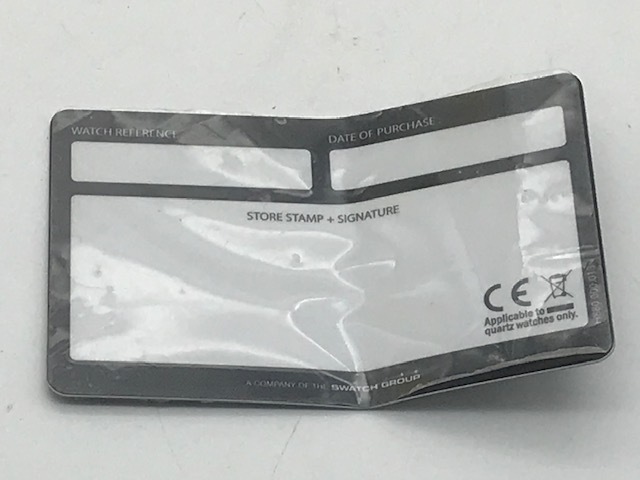 WATCH REFERENCE
DATE OF PURCHASE
STORE STAMP + SIGNATURE
CE
Applicable to
quartz watches only.
A COMPANY OF THE SWATCH GROUP